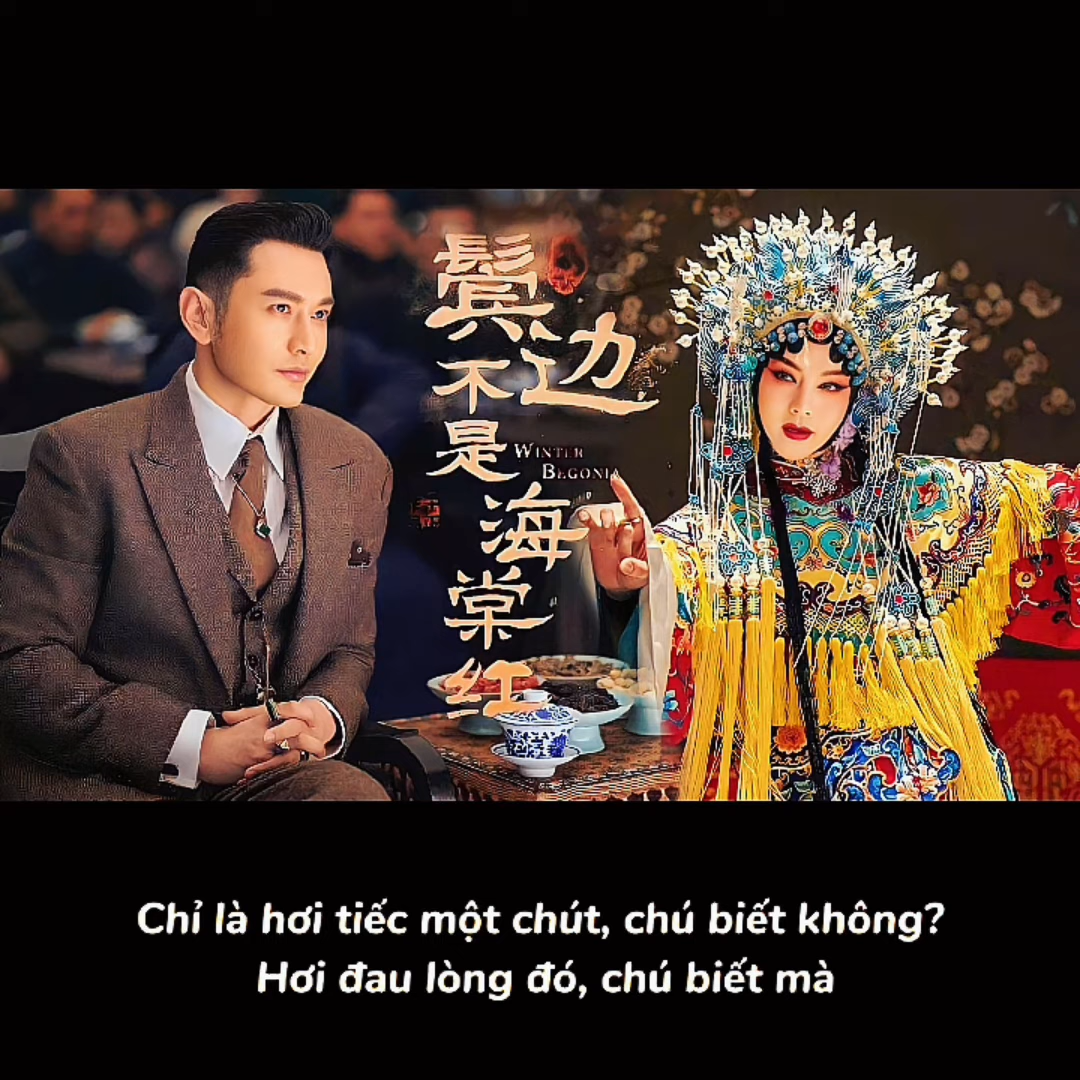 鬓边
不是
海棠
红
WINTER
BEGONIA
Chỉ là hơi tiếc một chút, chú biết không?
Hơi đau lòng đó, chú biết mà